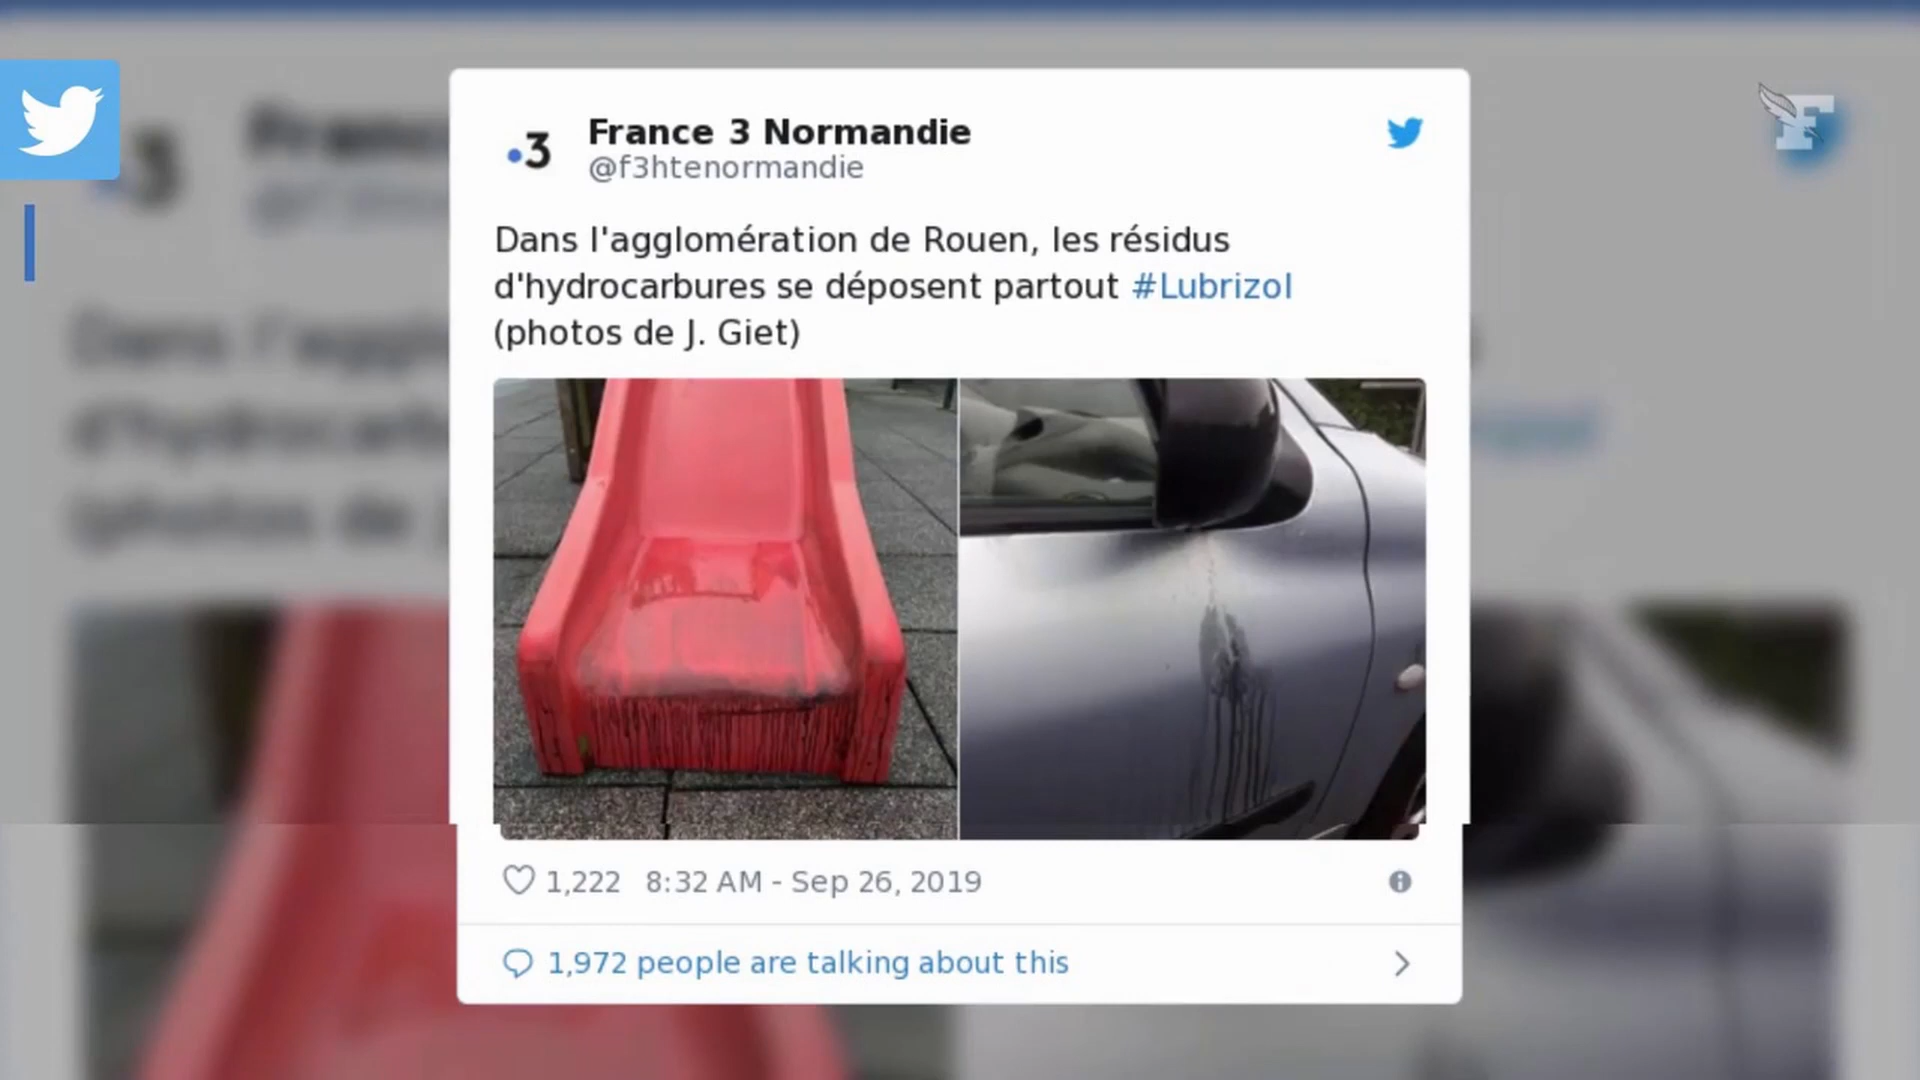 France 3 Normandie
•3
@f3htenormandie
Dans l'agglomération de Rouen, les résidus
d'hydrocarbures se déposent partout #Lubrizol
(photos de J. Giet)
1,222 8:32 AM - Sep 26, 2019
1,972 people are talking about this
F